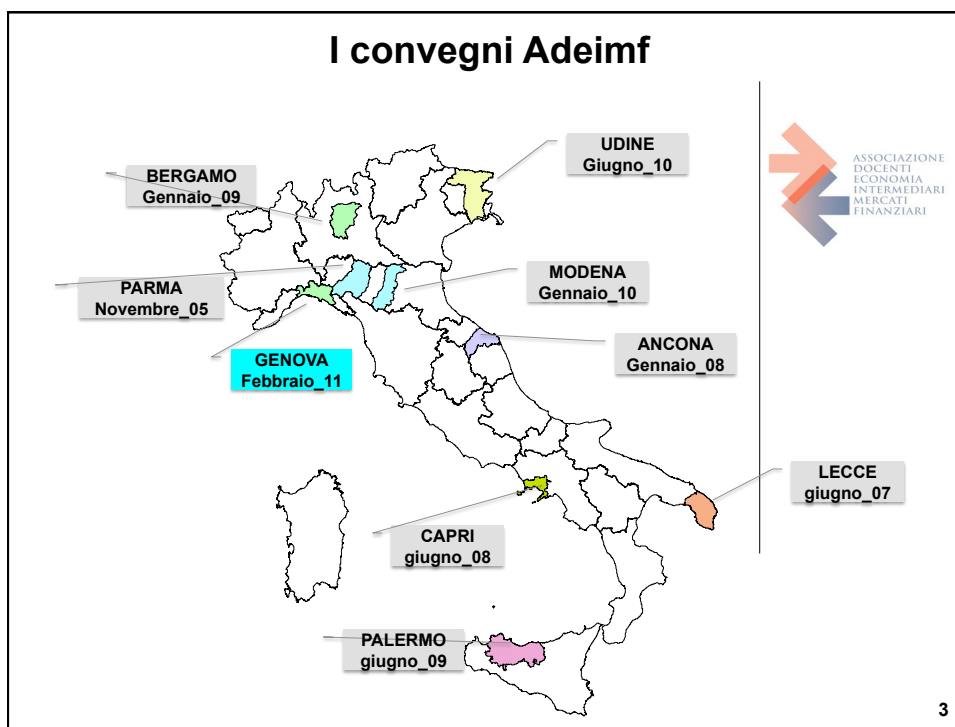 I convegni Adeimf
UDINE
Giugno_10
ASSOCIAZIONE
DOCENTI
ECONOMIA
INTERMEDIARI
MERCATI
FINANZIARI
BERGAMO
Gennaio_09
MODENA
Gennaio_10
PARMA
Novembre_05
ANCONA
Gennaio_08
GENOVA
Febbraio_11
LECCE
giugno_07
CAPRI
giugno_08
PALERMO
giugno_09
3